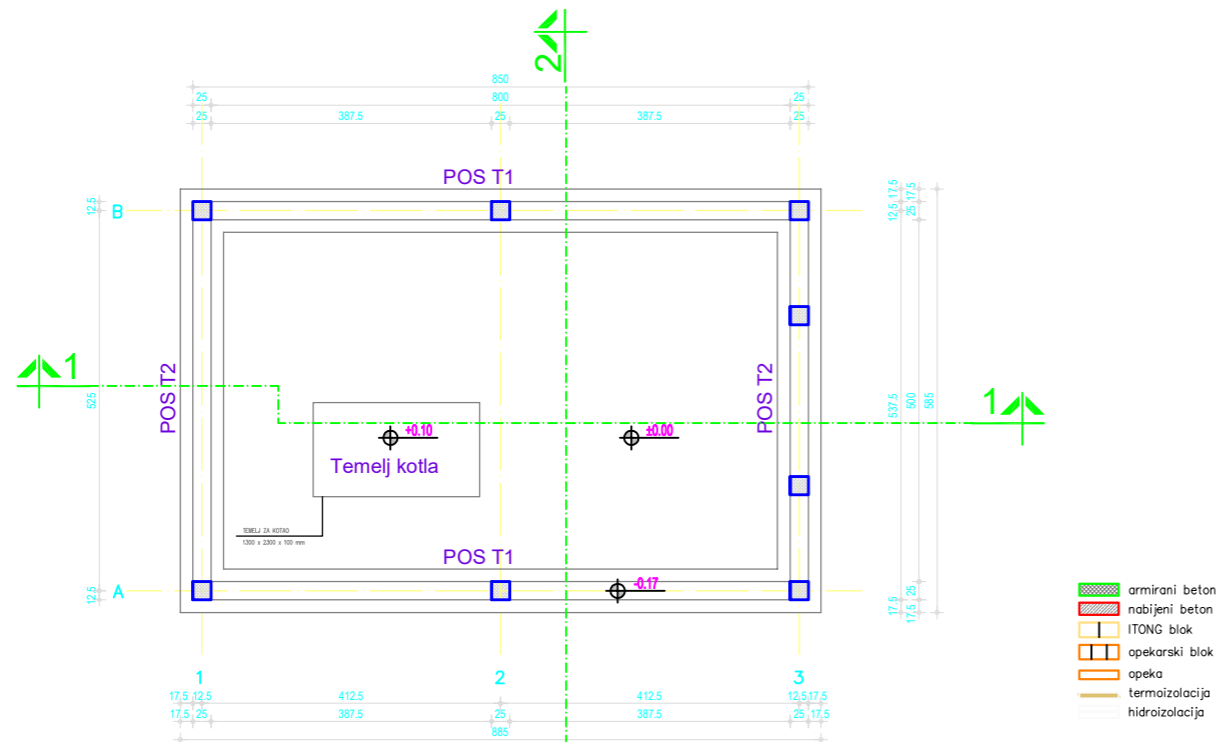 2
850
25 800 25
25 387.5 25 387.5 25
POS T1
12.5 B
12.5 17.5
25 17.5
1
POS T2
525
+0.10
±0.00
Temelj kotla
POS T2
1
537.5 500 585
TEMELJ ZA KOTAO
1300 x 2300 x 100 mm
POS T1
-0.17
12.5 A
17.5
17.5 25
1 2 3
17.5 12.5 412.5 412.5 12.5 17.5
17.5 25 387.5 25 387.5 25 17.5
885
armirani beton
nabijeni beton
ITONG blok
opekarski blok
opeka
termoizolacija
hidroizolacija